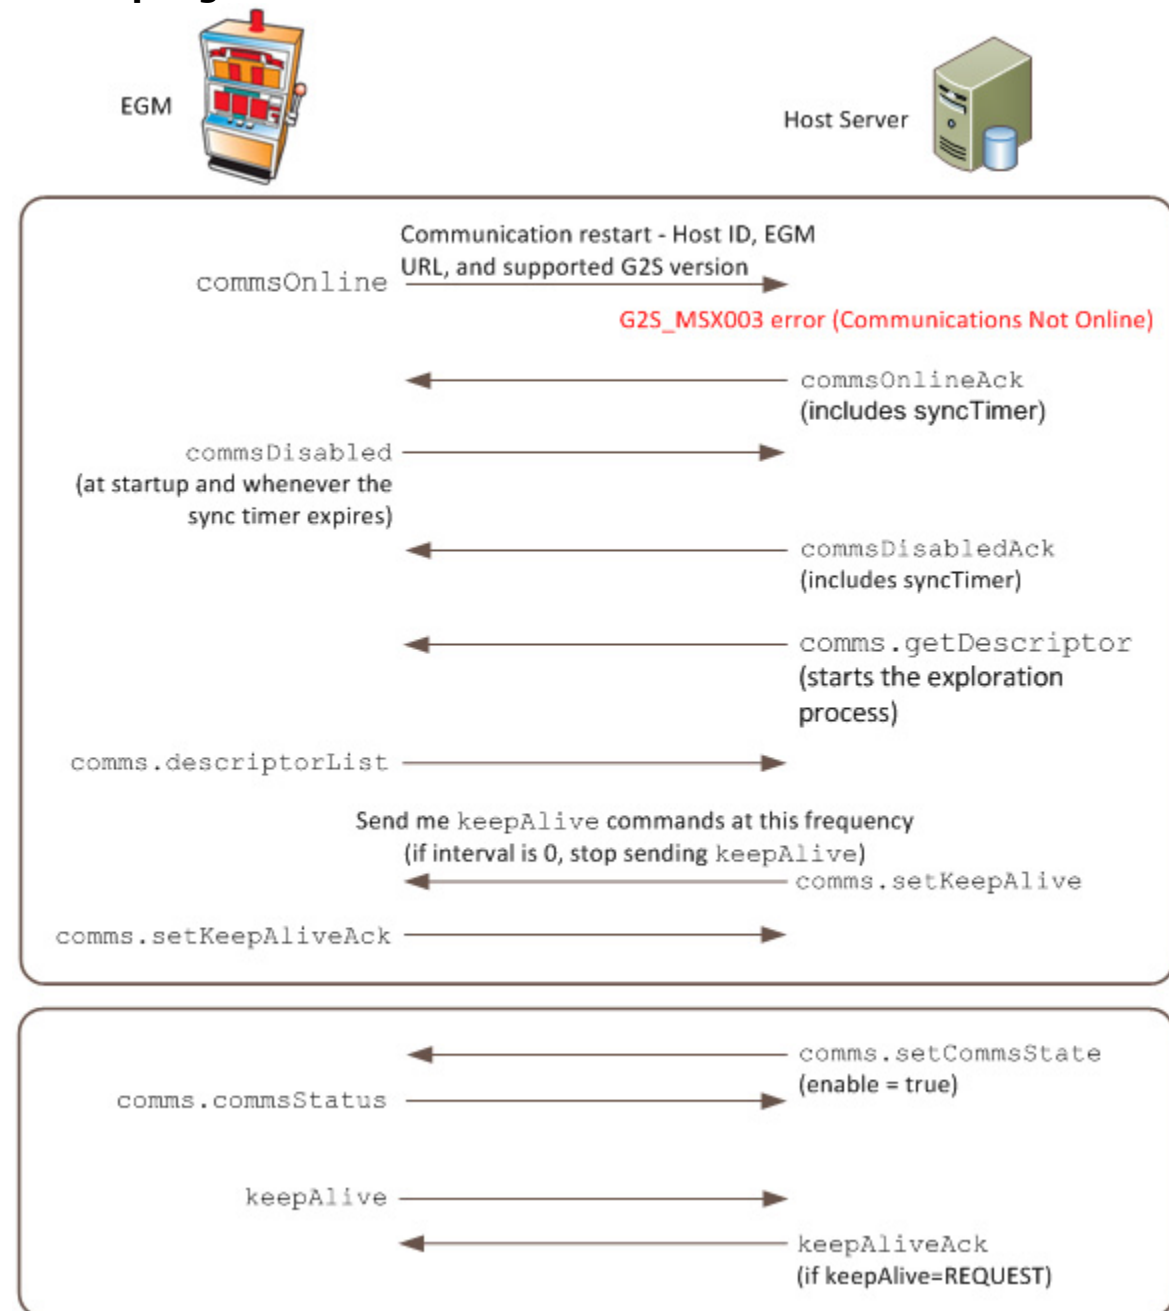 EGM
Host Server
Communication restart - Host ID, EGM
URL, and supported G2S version
commsOnline
G2S_MSX003 error (Communications Not Online)
commsOnlineAck
(includes syncTimer)
commsDisabled
(at startup and whenever the
sync timer expires)
commsDisabledAck
(includes syncTimer)
comms.getDescriptor
(starts the exploration
process)
comms.descriptorList
Send me keepAlive commands at this frequency
(if interval is 0, stop sending keepAlive)
comms.setKeepAlive
comms.setKeepAliveAck
comms.setCommsState
(enable = true)
comms.commsStatus
keepAlive
keepAliveAck
(if keepAlive=REQUEST)